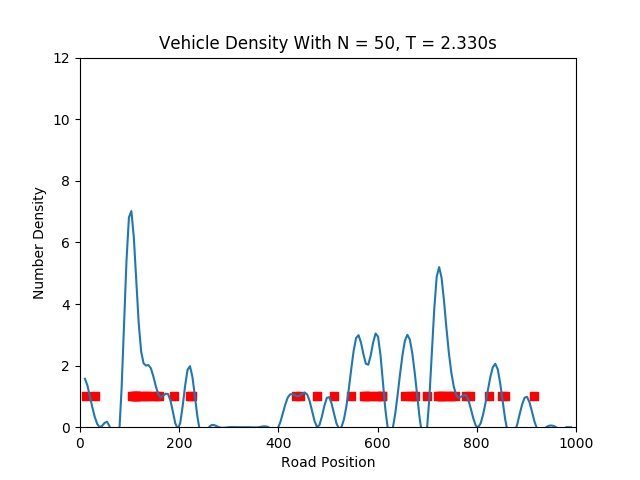 Vehicle Density With N = 50, T = 2.330s
12
10
8
6
4
2
0
Number Density
0 200 400 600 800 1000
Road Position